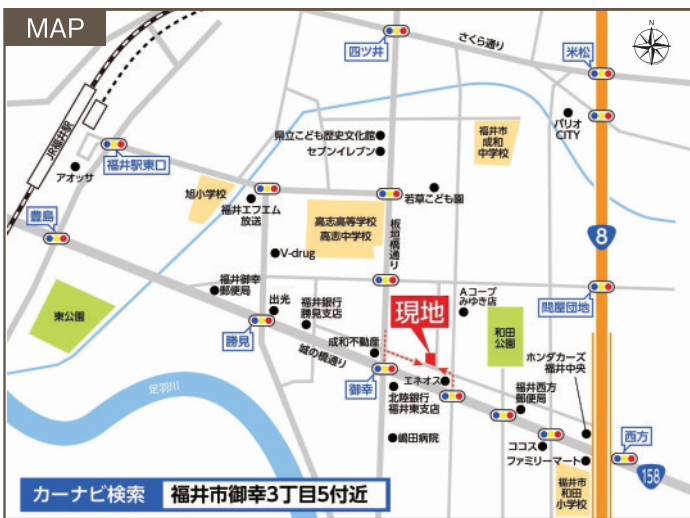 MAP
N
四ツ井
さくら通り
米松
JR福井駅
福井駅東口
アオッサ
県立こども歴史文化館
セブンイレブン
福井市
成和
中学校
パリオ
CITY
旭小学校
福井エフエム
放送
若草こども園
豊島
高志高等学校
高志中学校
板垣橋通り
8
V-drug
福井御幸
郵便局
Aコープ
みゆき店
問屋団地
東公園
出光
福井銀行
勝見支店
現地
和田
公園
勝見
成和不動産
城の橋通り
ホンダカーズ
福井中央
足羽川
御幸
エネオス
北陸銀行
福井東支店
福井西方
郵便局
嶋田病院
ココス
ファミリーマート
西方
158
福井市
和田
小学校
カーナビ検索
福井市御幸3丁目5付近